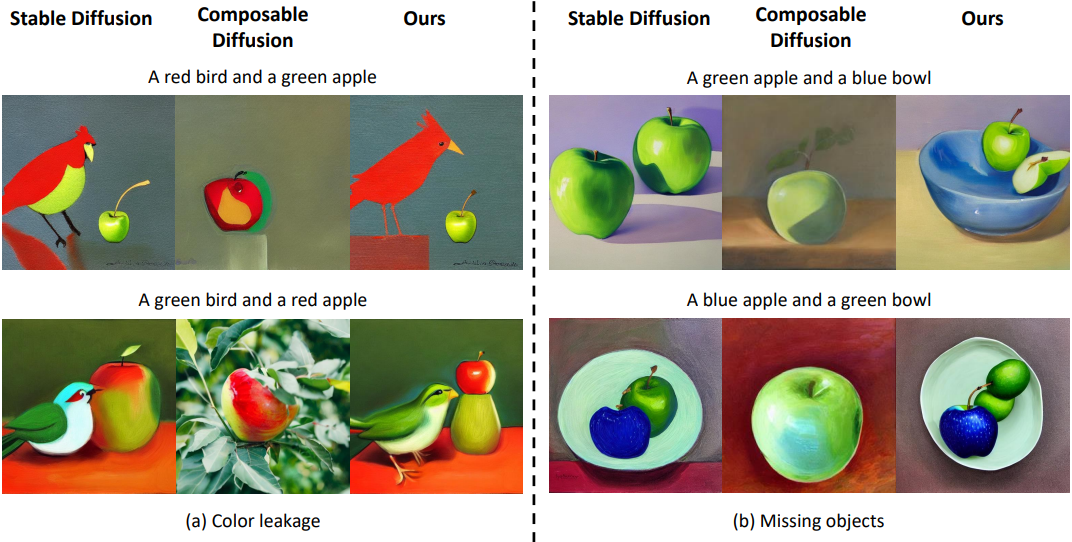 Stable Diffusion
Composable
Diffusion
Ours
A red bird and a green apple
A green bird and a red apple
(a) Color leakage
Stable Diffusion
Composable
Diffusion
Ours
A green apple and a blue bowl
A blue apple and a green bowl
(b) Missing objects